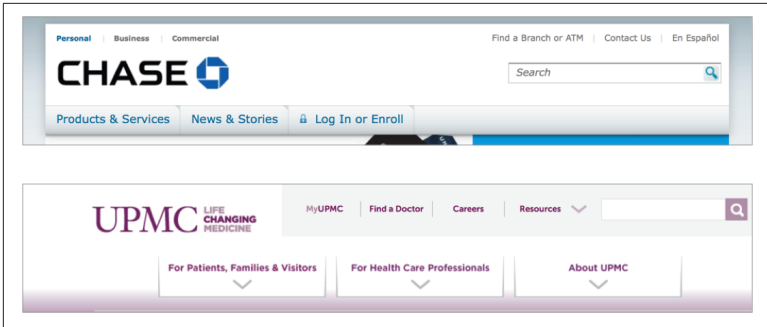 Personal Business Commercial Find a Branch or ATM Contact Us En Español
CHASE
Search
Products & Services News & Stories Log In or Enroll
UPMC LIFE CHANGING MEDICINE
MyUPMC Find a Doctor Careers Resources
For Patients, Families & Visitors For Health Care Professionals About UPMC